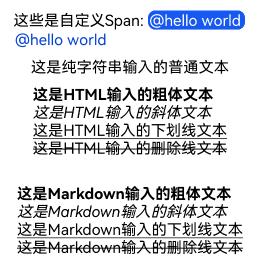 这些是自定义Span: @hello world
@hello world
这是纯字符串输入的普通文本
这是HTML输入的粗体文本
这是HTML输入的斜体文本
这是HTML输入的下划线文本
这是HTML输入的删除线文本
这是Markdown输入的粗体文本
这是Markdown输入的斜体文本
这是Markdown输入的下划线文本
这是Markdown输入的删除线文本